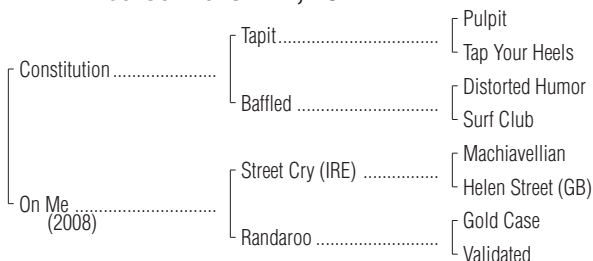 Pulpit
Tapit
Tap Your Heels
Constitution
Distorted Humor
Baffled
Surf Club
Machiavellian
Street Cry (IRE)
Helen Street (GB)
On Me
(2008)
Gold Case
Randaroo
Validated